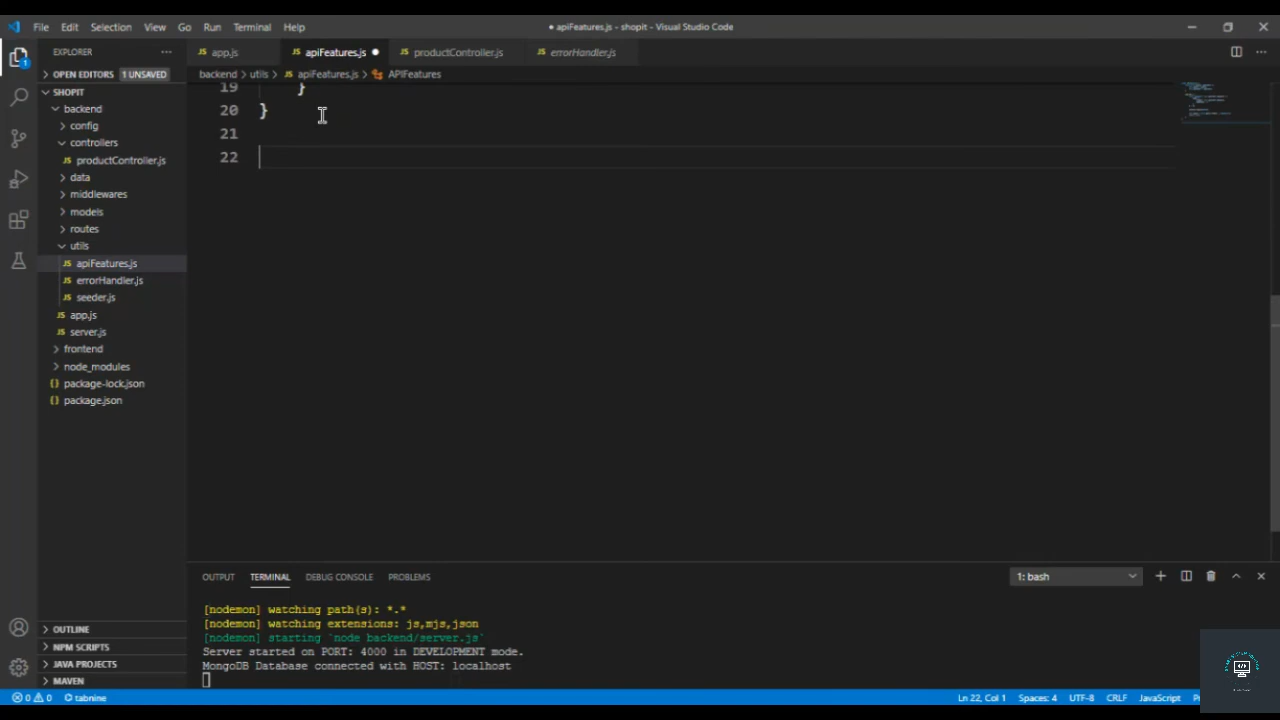 File Edit Selection View Go Run Terminal Help
● apiFeatures.js - shopit - Visual Studio Code
EXPLORER
OPEN EDITORS 1 UNSAVED
SHOPIT
backend
config
controllers
JS productController.js
data
middlewares
models
routes
utils
JS apiFeatures.js
JS errorHandler.js
JS seeder.js
JS app.js
JS server.js
frontend
node_modules
{} package-lock.json
{} package.json
OUTLINE
NPM SCRIPTS
JAVA PROJECTS
MAVEN
JS app.js JS apiFeatures.js ● JS productController.js JS errorHandler.js
backend > utils > JS apiFeatures.js > APIFeatures
19 }
20 }
21
22
OUTPUT TERMINAL DEBUG CONSOLE PROBLEMS
1: bash
[nodemon] watching path(s): *.*
[nodemon] watching extensions: js,mjs,json
[nodemon] starting `node backend/server.js`
Server started on PORT: 4000 in DEVELOPMENT mode.
MongoDB Database connected with HOST: localhost
0 0 tabnine
Ln 22, Col 1 Spaces: 4 UTF-8 CRLF JavaScript